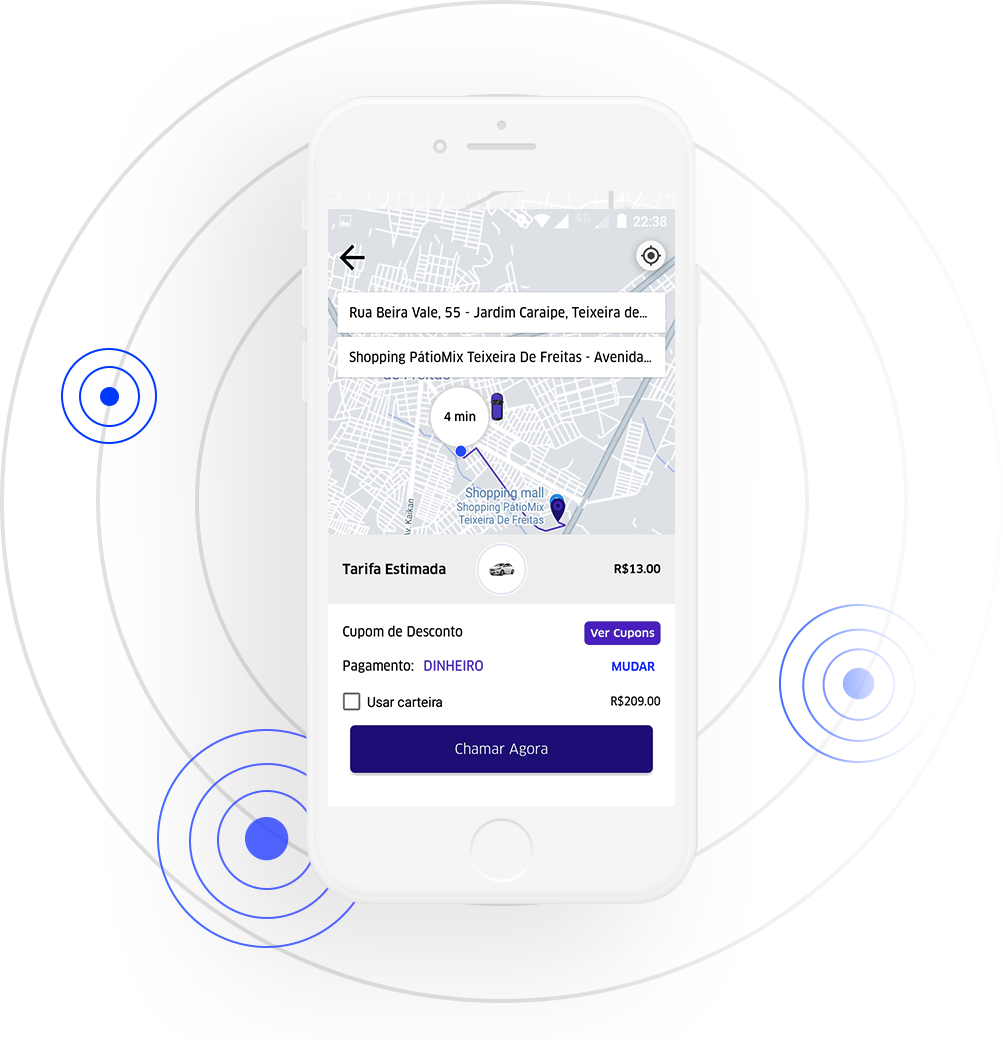 4G 22:38
Rua Beira Vale, 55 - Jardim Caraipe, Teixeira de...
Shopping PátioMix Teixeira De Freitas - Avenida...
de Freitas
4 min
Shopping mall
Shopping PátioMix
Teixeira De Freitas
Av. Kaikan
Tarifa Estimada R$13.00
Cupom de Desconto Ver Cupons
Pagamento: DINHEIRO MUDAR
Usar carteira R$209.00
Chamar Agora